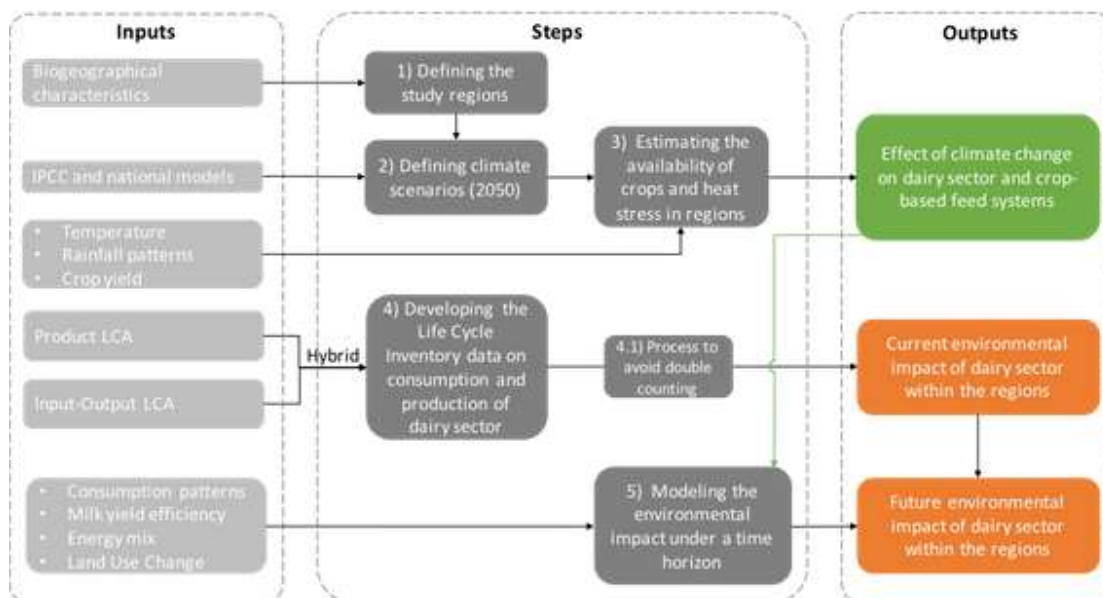 Inputs
Steps
Outputs
Biogeographical
characteristics
1) Defining the
study regions
IPCC and national models
2) Defining climate
scenarios (2050)
3) Estimating the
availability of
crops and heat
stress in regions
Effect of climate change
on dairy sector and crop-
based feed systems
• Temperature
• Rainfall patterns
• Crop yield
Product LCA
Input-Output LCA
Hybrid
4) Developing the
Life Cycle
Inventory data on
consumption and
production of
dairy sector
4.1) Process to
avoid double
counting
Current environmental
impact of dairy sector
within the regions
• Consumption patterns
• Milk yield efficiency
• Energy mix
• Land Use Change
5) Modeling the
environmental
impact under a time
horizon
Future environmental
impact of dairy sector
within the regions